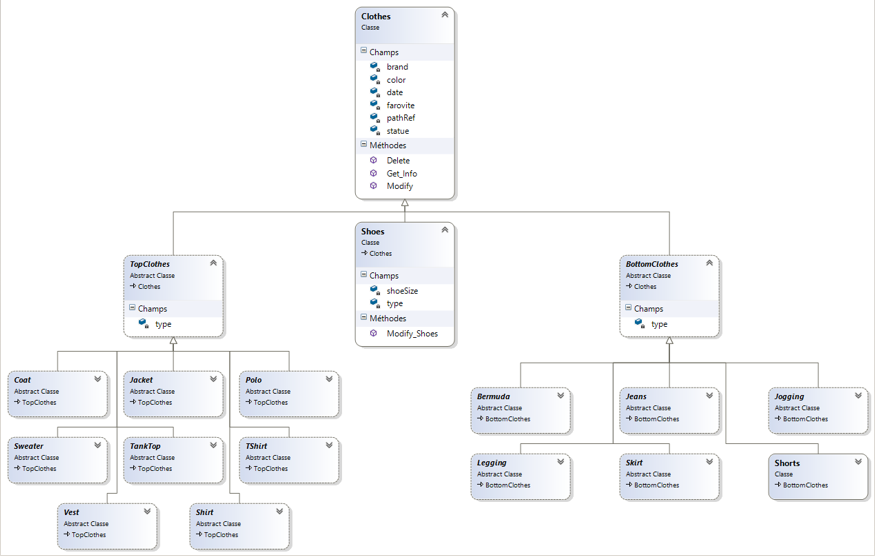 Clothes
Classe
Champs
brand
color
date
farovite
pathRef
statue
Méthodes
Delete
Get_Info
Modify
TopClothes
Abstract Classe
Clothes
Champs
type
Shoes
Classe
Clothes
Champs
shoeSize
type
Méthodes
Modify_Shoes
BottomClothes
Abstract Classe
Clothes
Champs
type
Coat
Abstract Classe
TopClothes
Jacket
Abstract Classe
TopClothes
Polo
Abstract Classe
TopClothes
Sweater
Abstract Classe
TopClothes
TankTop
Abstract Classe
TopClothes
TShirt
Abstract Classe
TopClothes
Vest
Abstract Classe
TopClothes
Shirt
Abstract Classe
TopClothes
Bermuda
Abstract Classe
BottomClothes
Jeans
Abstract Classe
BottomClothes
Jogging
Abstract Classe
BottomClothes
Legging
Abstract Classe
BottomClothes
Skirt
Abstract Classe
BottomClothes
Shorts
Classe
BottomClothes